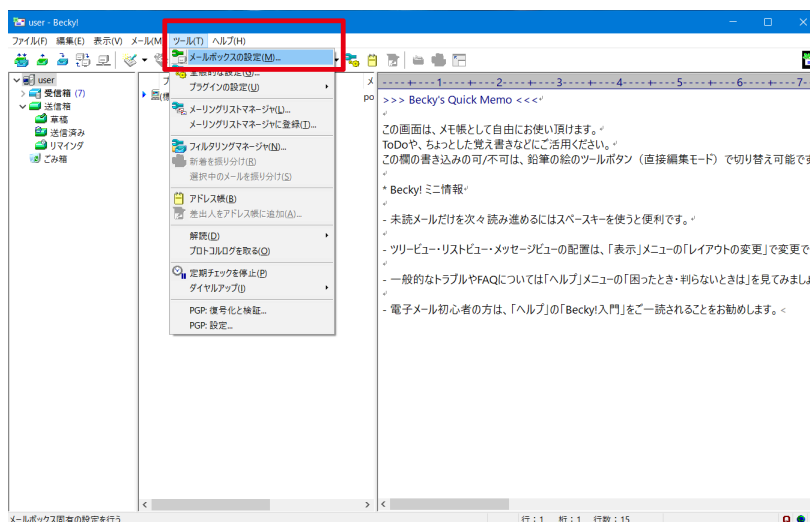 user - Becky!
ファイル(F) 編集(E) 表示(V) メール(M) ツール(T) ヘルプ(H)
user
受信箱 (7)
送信箱
草稿
送信済み
リマインダ
ごみ箱
メールボックスの設定(M)...
全般的な設定(G)...
プラグインの設定(U)
メーリングリストマネージャ(L)...
メーリングリストマネージャに登録(T)...
フィルタリングマネージャ(N)...
新着を振り分け(R)
選択中のメールを振り分け(S)
アドレス帳(B)
差出人をアドレス帳に追加(A)...
解読(D)
プロトコルログを取る(O)
定期チェックを停止(P)
ダイヤルアップ(I)
PGP: 復号化と検証...
PGP: 設定...
po
----+----1----+----2----+----3----+----4----+----5----+----6----+----7-
>>> Becky's Quick Memo <<<
この画面は、メモ帳として自由にお使い頂けます。
ToDoや、ちょっとした覚え書きなどにご活用ください。
この欄の書き込みの可/不可は、鉛筆の絵のツールボタン（直接編集モード）で切り替え可能です
* Becky! ミニ情報
- 未読メールだけを次々読み進めるにはスペースキーを使うと便利です。
- ツリービュー・リストビュー・メッセージビューの配置は、「表示」メニューの「レイアウトの変更」で変更で
- 一般的なトラブルやFAQについては「ヘルプ」メニューの「困ったとき・判らないときは」を見てみましょ
- 電子メール初心者の方は、「ヘルプ」の「Becky!入門」をご一読されることをお勧めします。<
メールボックス固有の設定を行う
行：1 桁：1 行数：15